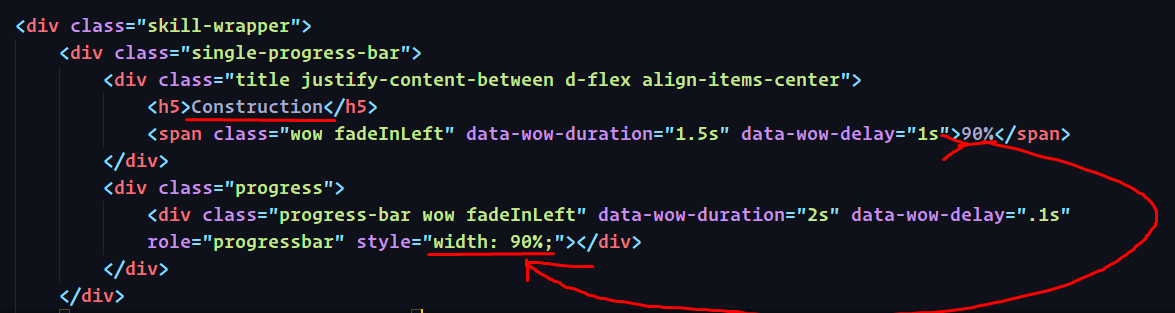 <div class="skill-wrapper">
<div class="single-progress-bar">
<div class="title justify-content-between d-flex align-items-center">
<h5>Construction</h5>
<span class="wow fadeInLeft" data-wow-duration="1.5s" data-wow-delay="1s">90%</span>
</div>
<div class="progress">
<div class="progress-bar wow fadeInLeft" data-wow-duration="2s" data-wow-delay=".1s"
role="progressbar" style="width: 90%;"></div>
</div>
</div>